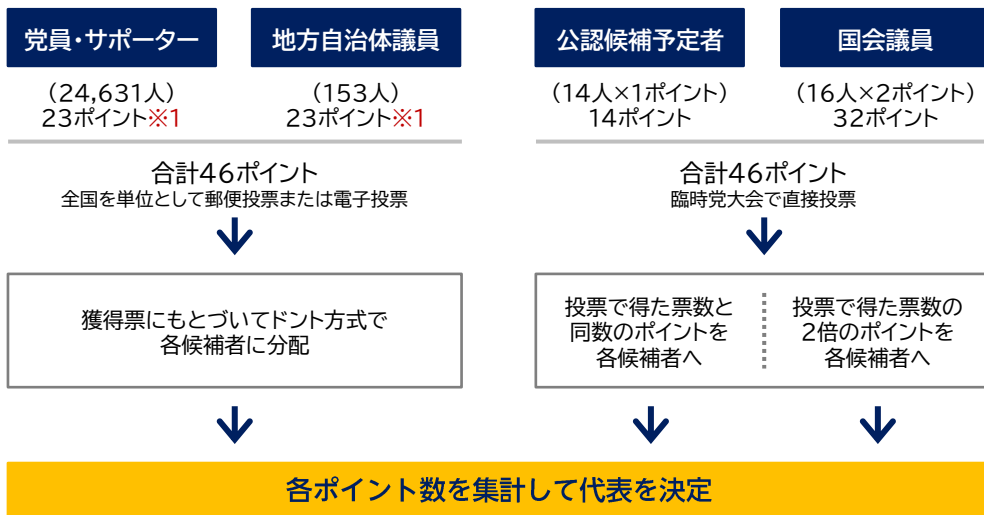 党員・サポーター
(24,631人)
23ポイント※1
地方自治体議員
(153人)
23ポイント※1
合計46ポイント
全国を単位として郵便投票または電子投票
獲得票にもとづいてドント方式で
各候補者に分配
公認候補予定者
(14人×1ポイント)
14ポイント
国会議員
(16人×2ポイント)
32ポイント
合計46ポイント
臨時党大会で直接投票
投票で得た票数と
同数のポイントを
各候補者へ
投票で得た票数の
2倍のポイントを
各候補者へ
各ポイント数を集計して代表を決定